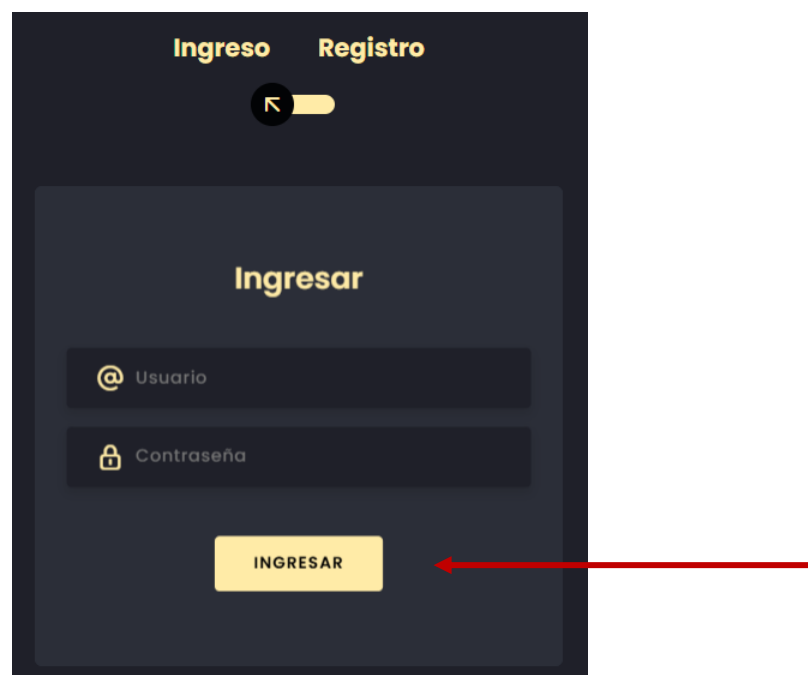 Ingreso Registro
Ingresar
Usuario
Contraseña
INGRESAR